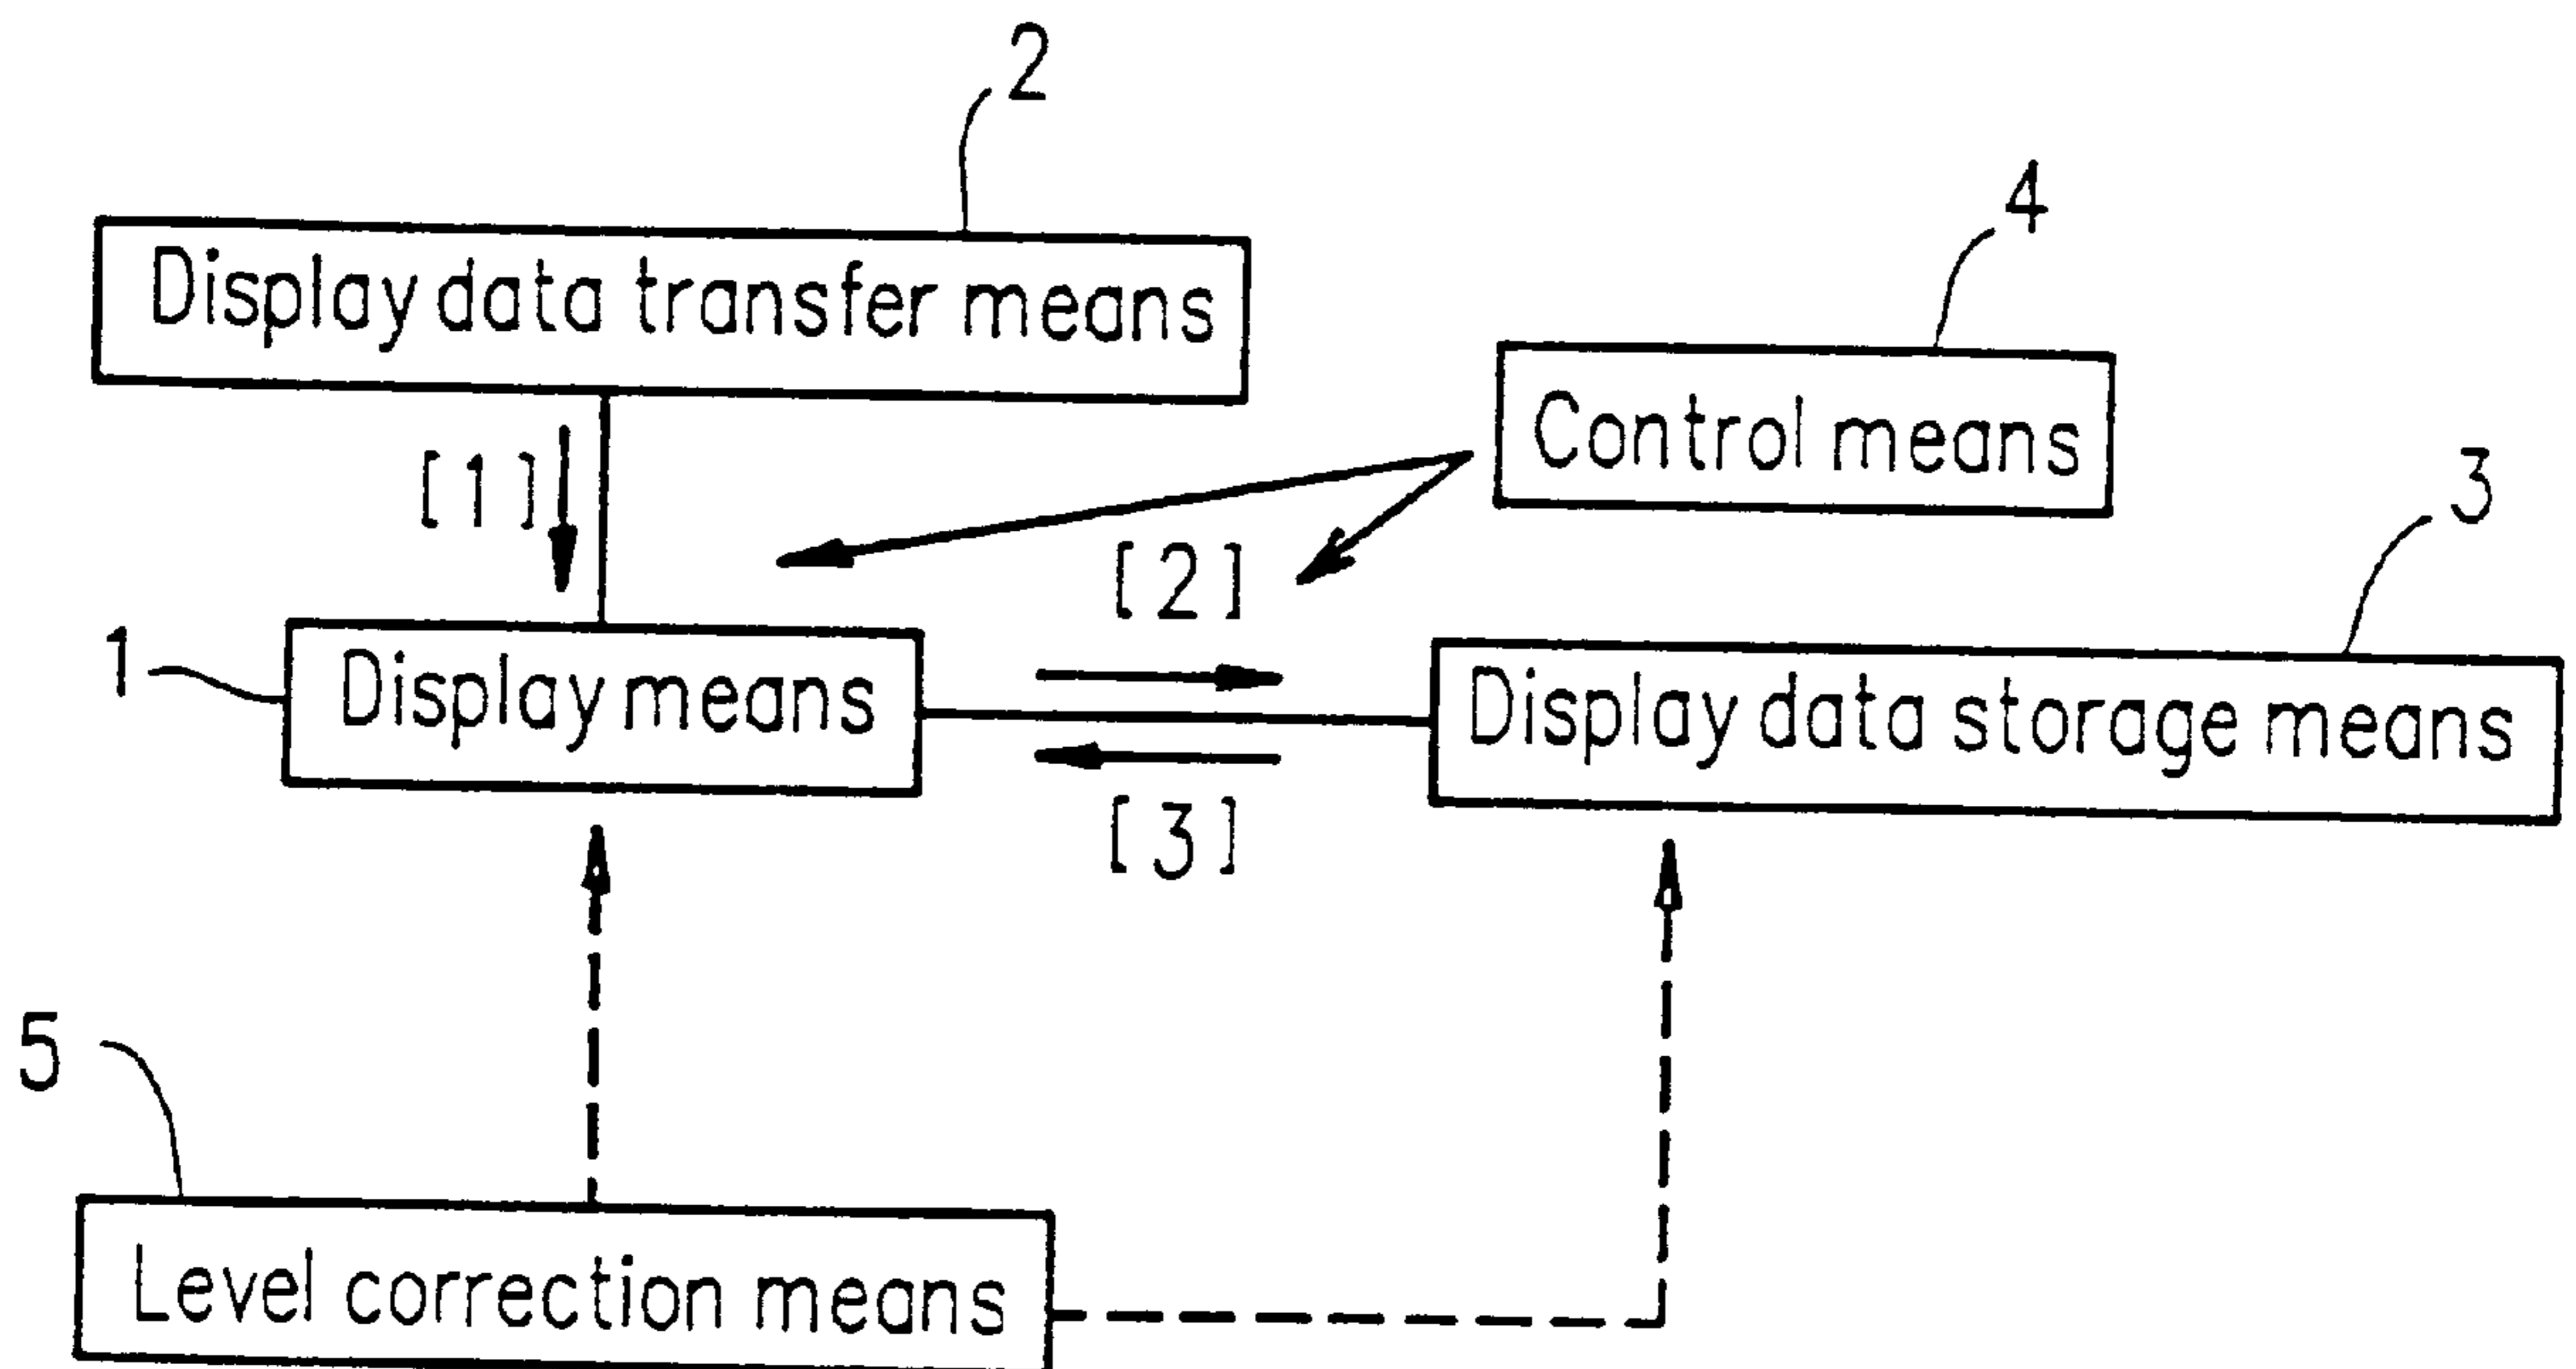 2
Display data transfer means
4
Control means
[1]
3
[2]
1
Display means
Display data storage means
[3]
5
Level correction means